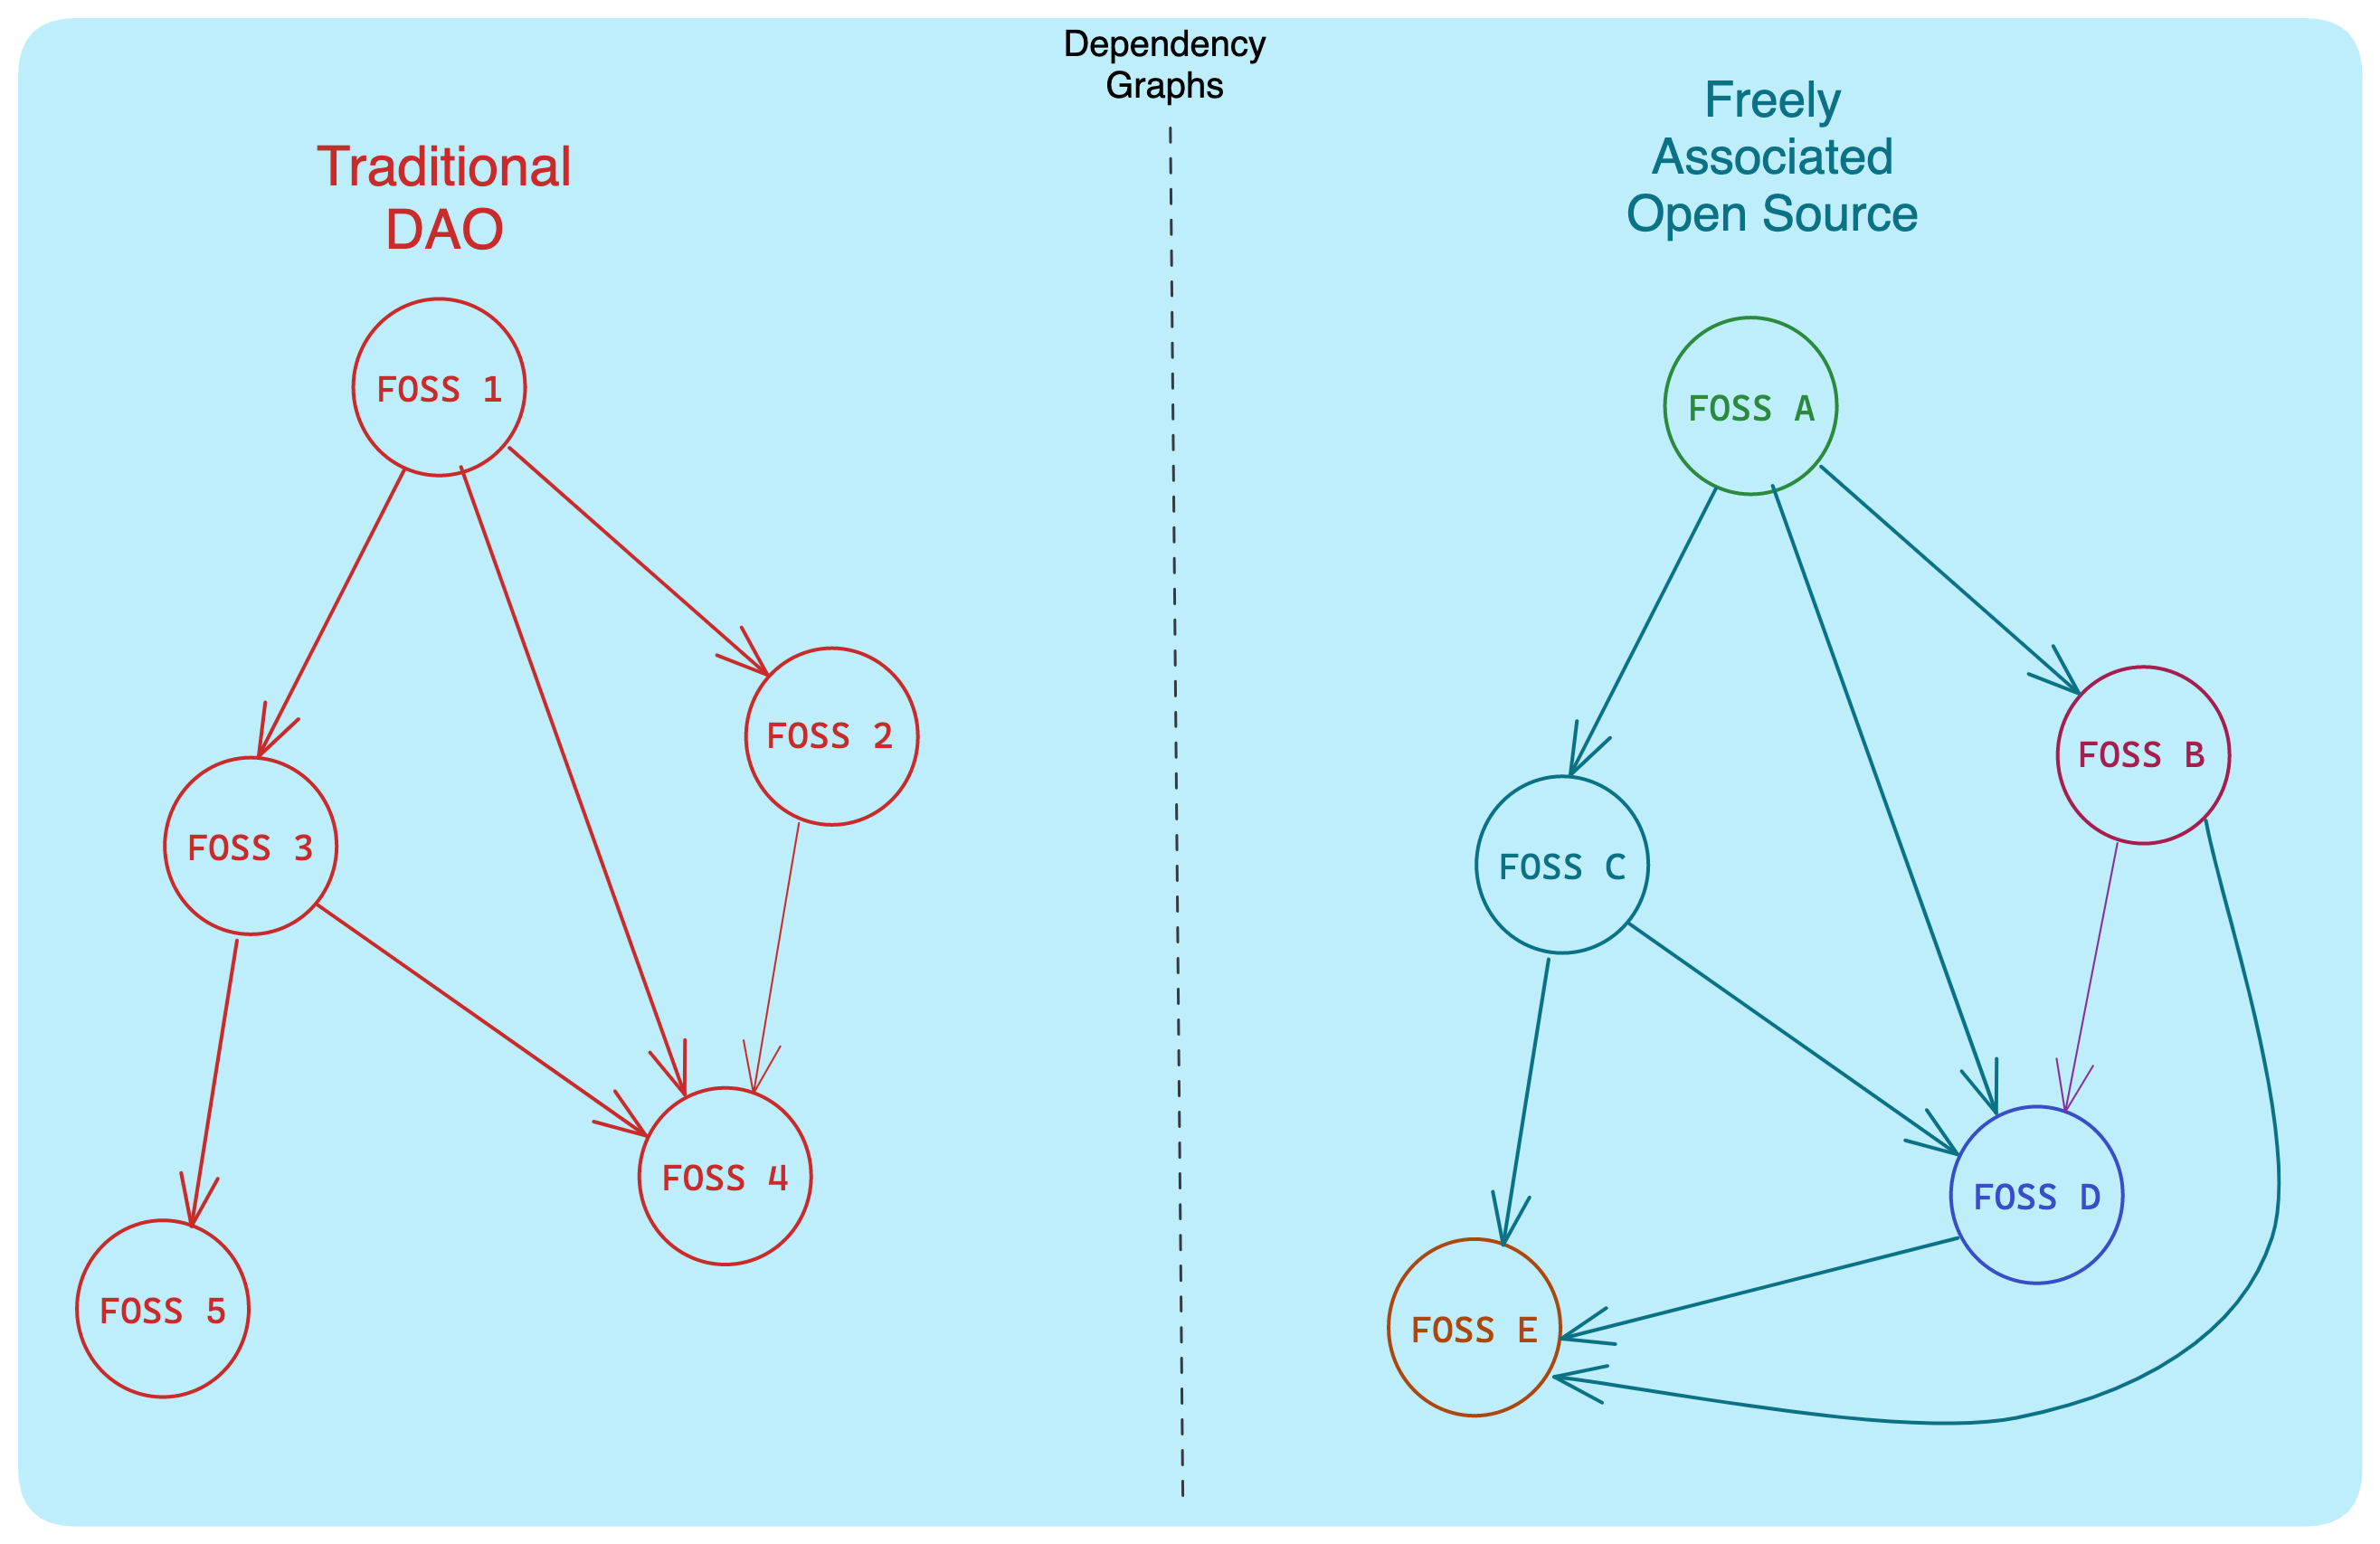 Dependency
Graphs
Traditional
DAO
FOSS 1
FOSS 2
FOSS 3
FOSS 4
FOSS 5
Freely
Associated
Open Source
FOSS A
FOSS B
FOSS C
FOSS D
FOSS E